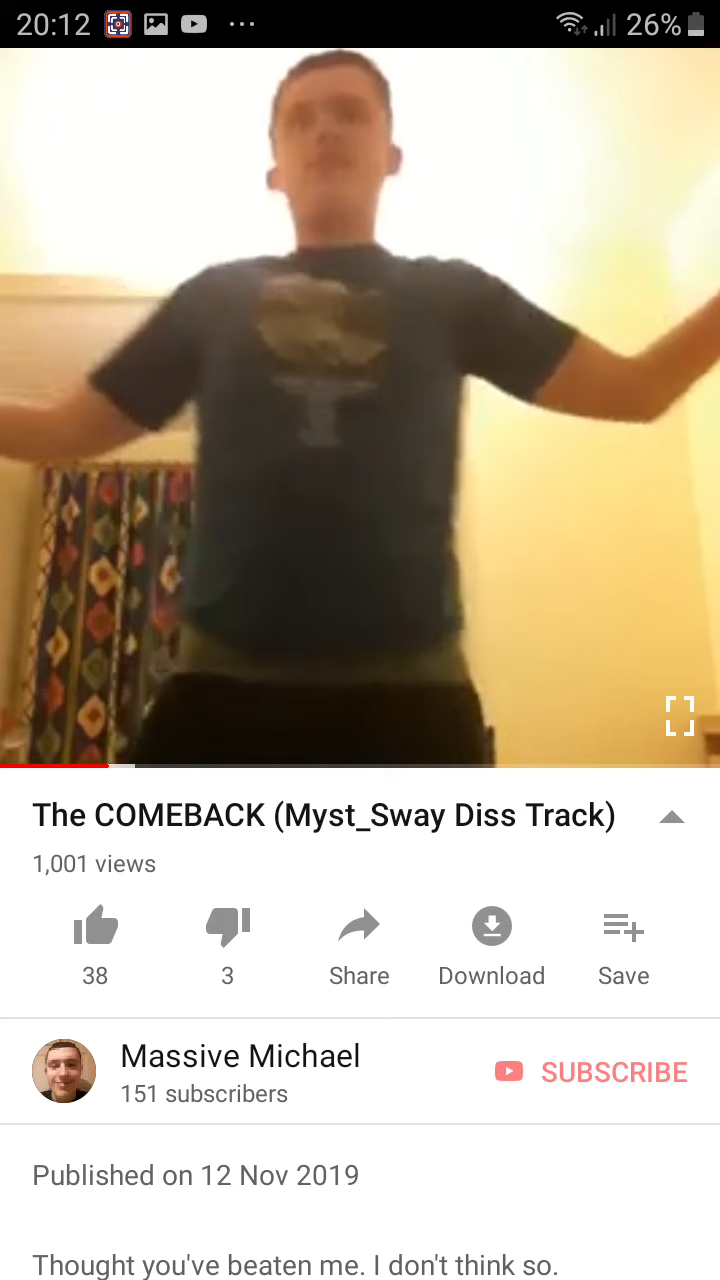 20:12
26%
The COMEBACK (Myst_Sway Diss Track)
1,001 views
38
3
Share
Download
Save
Massive Michael
151 subscribers
SUBSCRIBE
Published on 12 Nov 2019
Thought you've beaten me. I don't think so.